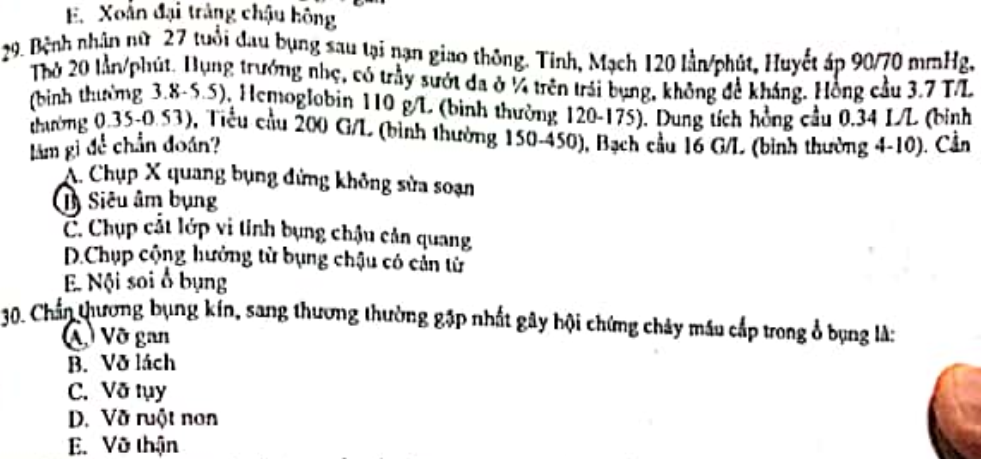 E. Xoắn đại tràng chậu hông
29. Bệnh nhân nữ 27 tuổi đau bụng sau tại nạn giao thông. Tỉnh, Mạch 120 lần/phút, Huyết áp 90/70 mmHg,
Thở 20 lần/phút. Bụng trướng nhẹ, có trầy sướt da ở ¼ trên trái bụng, không đề kháng. Hồng cầu 3.7 T/L
(bình thường 3.8-5.5), Hemoglobin 110 g/L (bình thường 120-175). Dung tích hồng cầu 0.34 L/L (bình
thường 0.35-0.53), Tiểu cầu 200 G/L (bình thường 150-450), Bạch cầu 16 G/L (bình thường 4-10). Cần
làm gì để chẩn đoán?
A. Chụp X quang bụng đứng không sửa soạn
B. Siêu âm bụng
C. Chụp cắt lớp vi tính bụng chậu cản quang
D.Chụp cộng hưởng từ bụng chậu có cản từ
E. Nội soi ổ bụng
30. Chấn thương bụng kín, sang thương thường gặp nhất gây hội chứng chảy máu cấp trong ổ bụng là:
A. Vỡ gan
B. Vỡ lách
C. Vỡ tụy
D. Vỡ ruột non
E. Vỡ thận